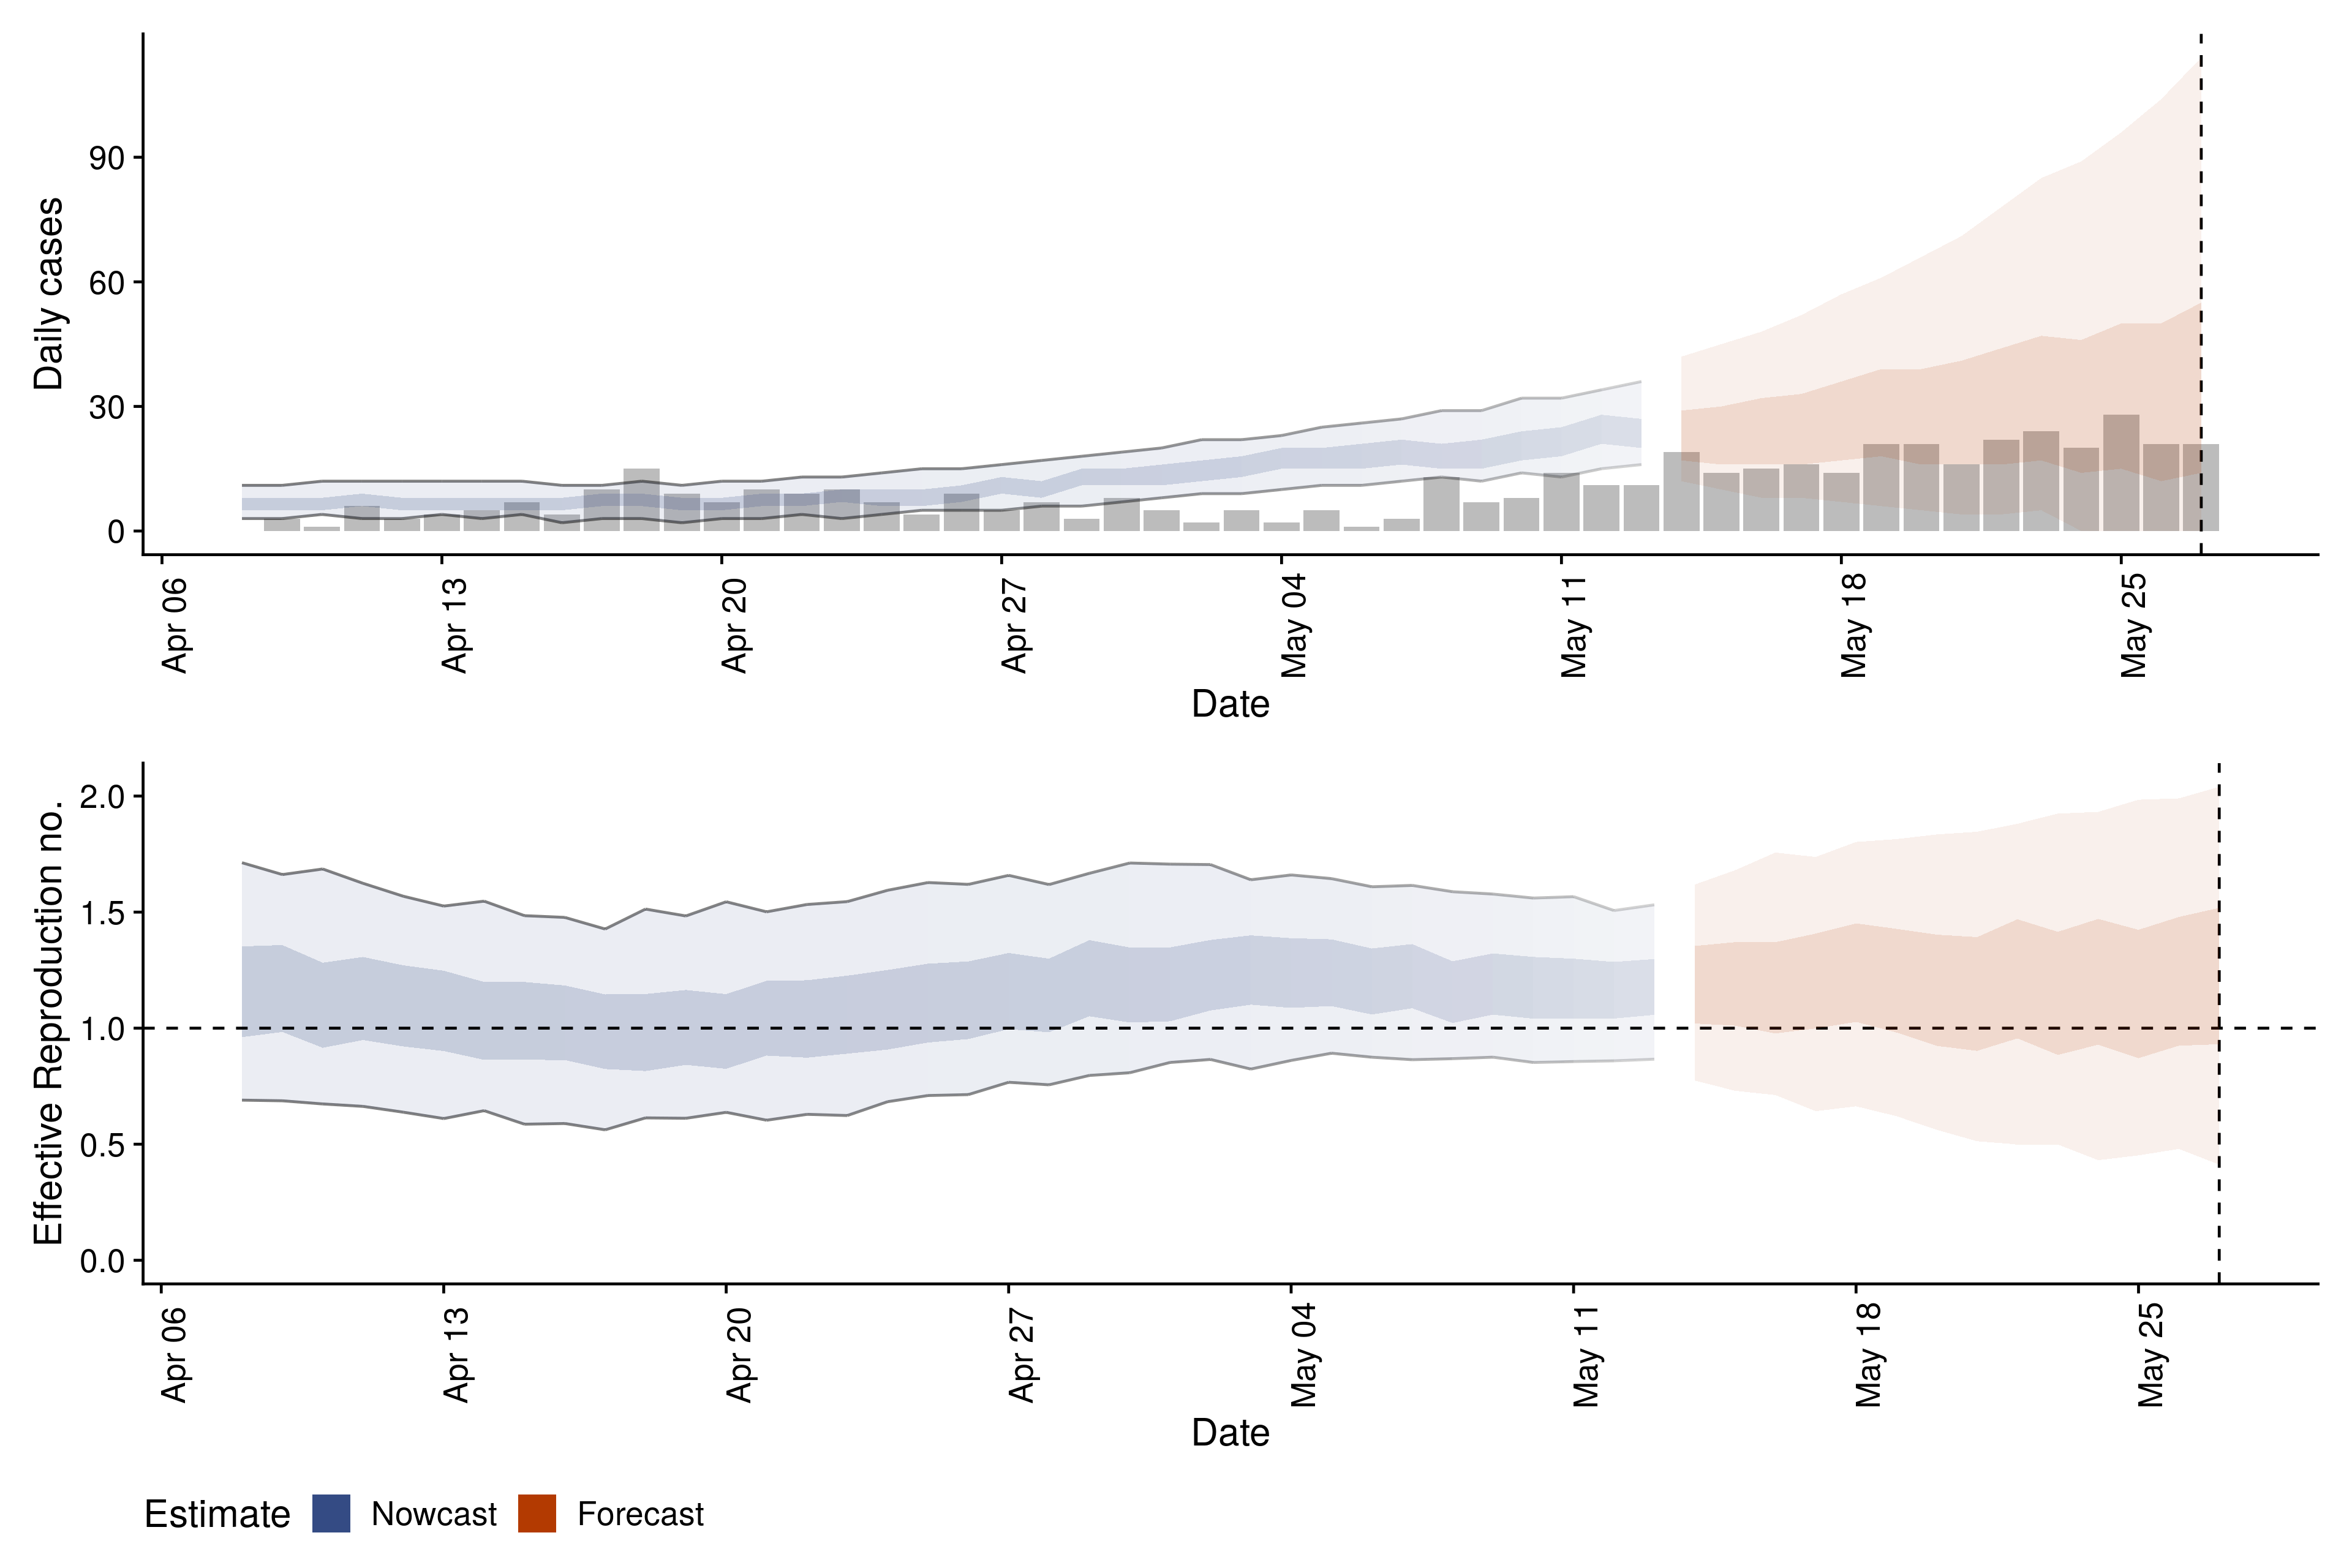 Daily cases
90
60
30
0
Apr 06
Apr 13
Apr 20
Apr 27
May 04
May 11
May 18
May 25
Date
Effective Reproduction no.
2.0
1.5
1.0
0.5
0.0
Apr 06
Apr 13
Apr 20
Apr 27
May 04
May 11
May 18
May 25
Date
Estimate Nowcast Forecast